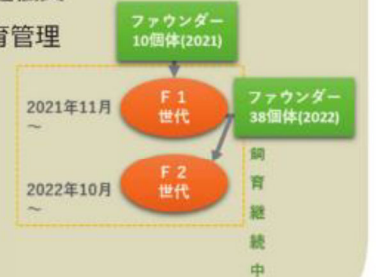 育管理
ファウンダー
10個体(2021)
2021年11月
～
F1
世代
ファウンダー
38個体(2022)
2022年10月
～
F2
世代
飼
育
継
続
中